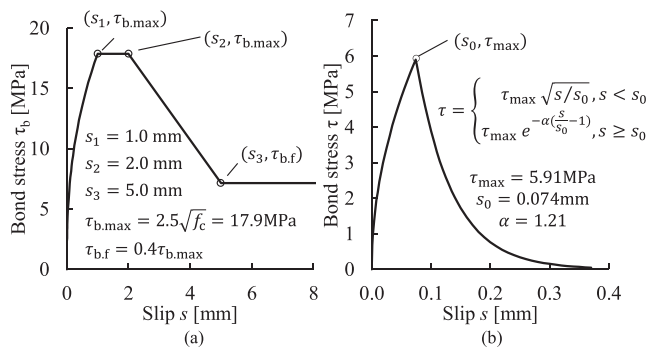 (a)
20
15
10
5
0
Bond stress τb [MPa]
(s1, τb.max)
(s2, τb.max)
(s3, τb.f)
s1 = 1.0 mm
s2 = 2.0 mm
s3 = 5.0 mm
τb.max = 2.5√fc = 17.9MPa
τb.f = 0.4τb.max
0 2 4 6 8
Slip s [mm]
(a)
(b)
7
6
5
4
3
2
1
0
Bond stress τ [MPa]
(s0, τmax)
τ = { τmax √s/s0 , s < s0
τmax e^−α(s/s0−1), s ≥ s0
τmax = 5.91MPa
s0 = 0.074mm
α = 1.21
0.0 0.1 0.2 0.3 0.4
Slip s [mm]
(b)